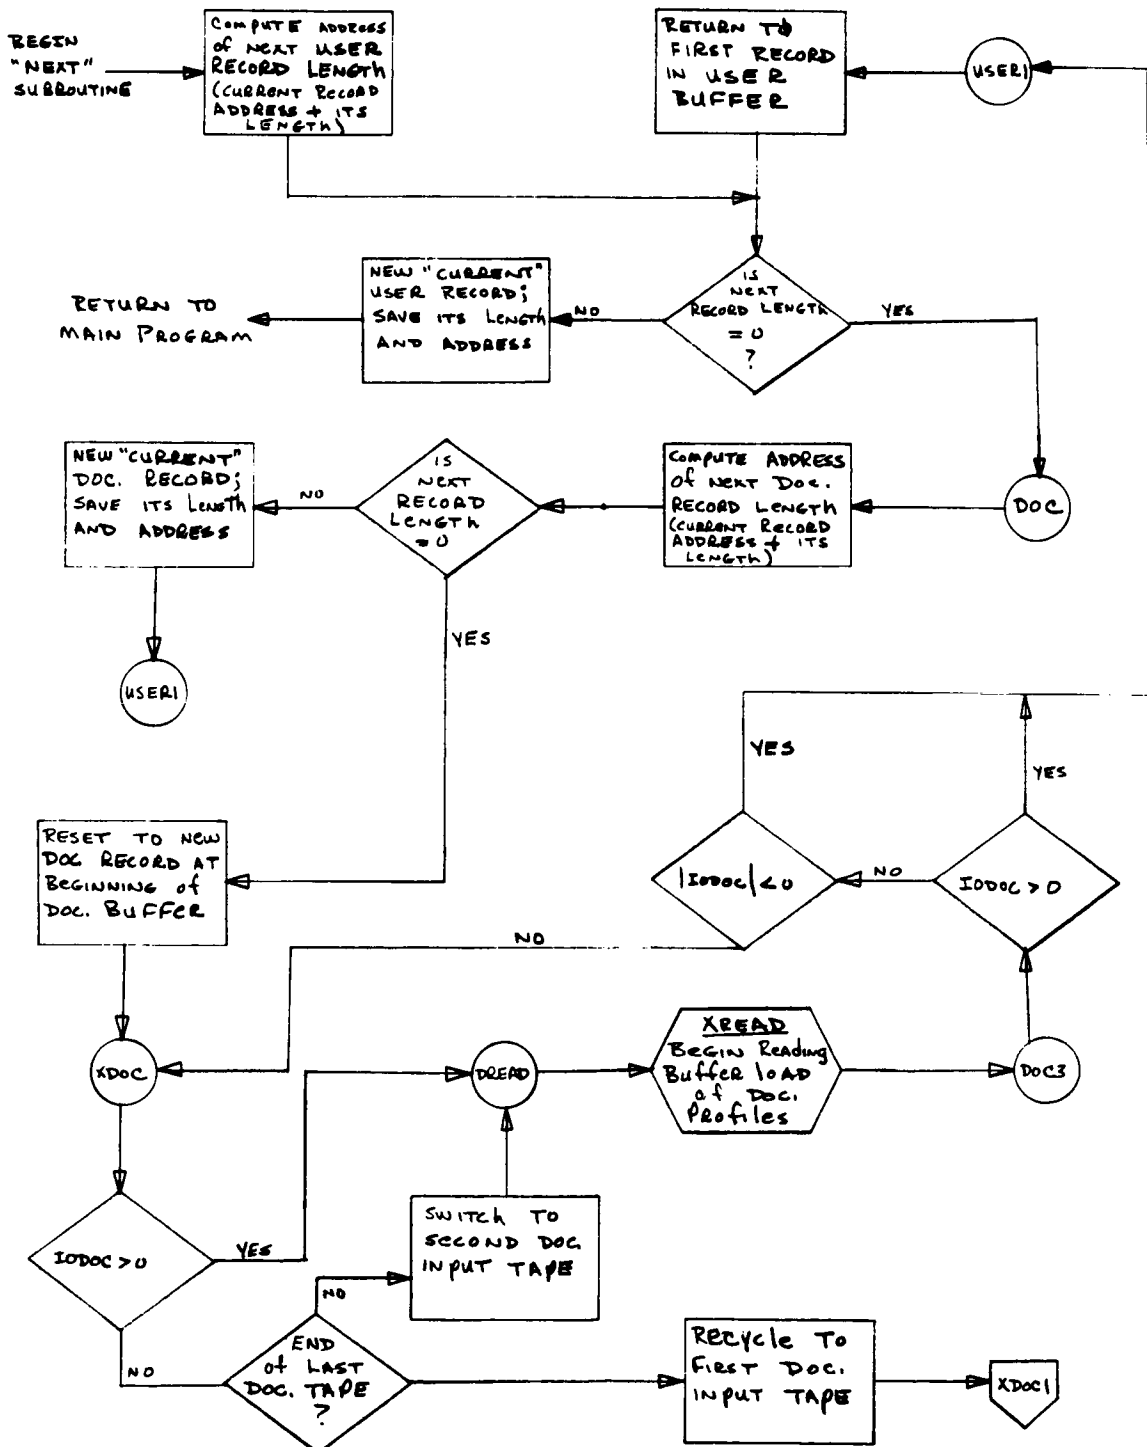 BEGIN
"NEXT"
SUBROUTINE
COMPUTE ADDRESS
of NEXT USER
RECORD LENGTH
(CURRENT RECORD
ADDRESS + ITS
LENGTH)
RETURN TO
FIRST RECORD
IN USER
BUFFER
USER1
RETURN TO
MAIN PROGRAM
NEW "CURRENT"
USER RECORD;
SAVE ITS LENGTH
AND ADDRESS
NO
IS
NEXT
RECORD LENGTH
= 0
?
YES
NEW "CURRENT"
DOC. RECORD;
SAVE ITS LENGTH
AND ADDRESS
NO
IS
NEXT
RECORD
LENGTH
= 0
COMPUTE ADDRESS
of NEXT DOC.
RECORD LENGTH
(CURRENT RECORD
ADDRESS + ITS
LENGTH)
DOC
YES
USER1
YES
YES
RESET TO NEW
DOC RECORD AT
BEGINNING of
DOC. BUFFER
|IODOC| < 0
NO
IODOC > 0
NO
XDOC
DREAD
XREAD
BEGIN READING
BUFFER LOAD
of DOC.
PROFILES
DOC3
IODOC > 0
YES
SWITCH TO
SECOND DOC
INPUT TAPE
NO
NO
END
of LAST
DOC. TAPE
?
RECYCLE TO
FIRST DOC.
INPUT TAPE
XDOC1